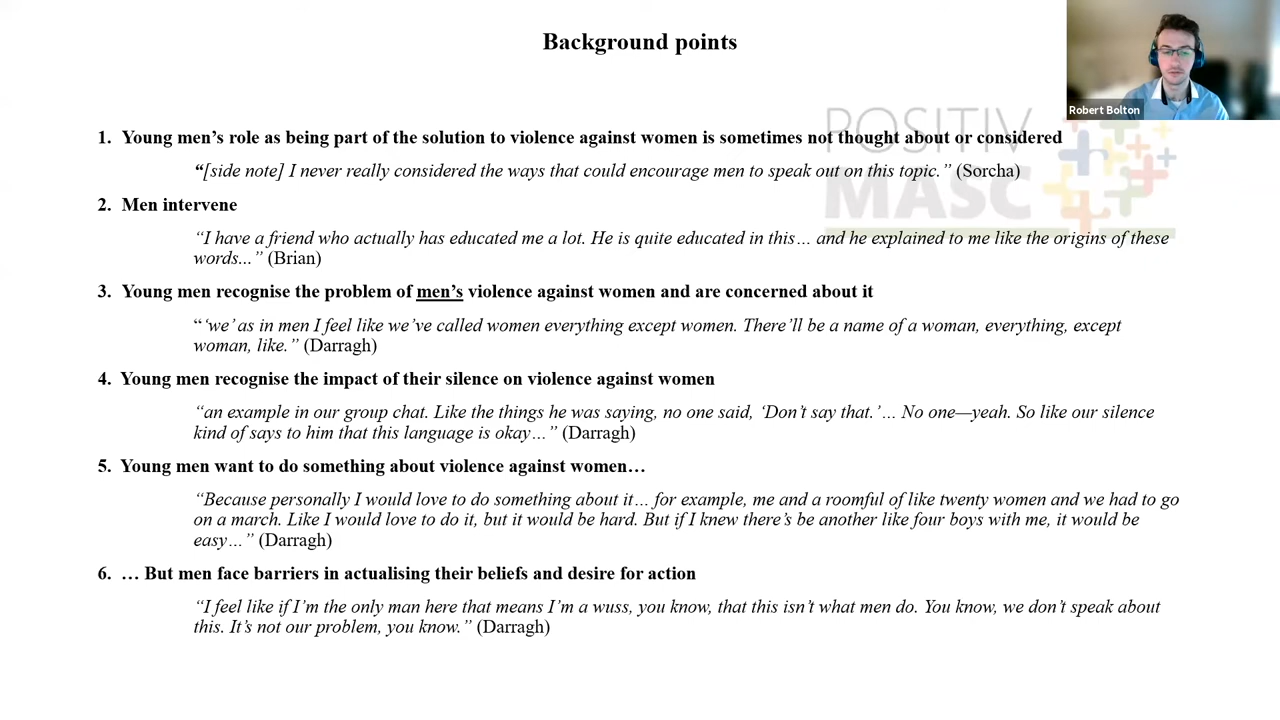 Background points
Robert Bolton
POSITIV
MASC
1. Young men’s role as being part of the solution to violence against women is sometimes not thought about or considered
“[side note] I never really considered the ways that could encourage men to speak out on this topic.” (Sorcha)
2. Men intervene
“I have a friend who actually has educated me a lot. He is quite educated in this… and he explained to me like the origins of these
words...” (Brian)
3. Young men recognise the problem of men’s violence against women and are concerned about it
“‘we’ as in men I feel like we’ve called women everything except women. There’ll be a name of a woman, everything, except
woman, like.” (Darragh)
4. Young men recognise the impact of their silence on violence against women
“an example in our group chat. Like the things he was saying, no one said, ‘Don’t say that.’… No one—yeah. So like our silence
kind of says to him that this language is okay…” (Darragh)
5. Young men want to do something about violence against women…
“Because personally I would love to do something about it… for example, me and a roomful of like twenty women and we had to go
on a march. Like I would love to do it, but it would be hard. But if I knew there’s be another like four boys with me, it would be
easy…” (Darragh)
6. … But men face barriers in actualising their beliefs and desire for action
“I feel like if I’m the only man here that means I’m a wuss, you know, that this isn’t what men do. You know, we don’t speak about
this. It’s not our problem, you know.” (Darragh)